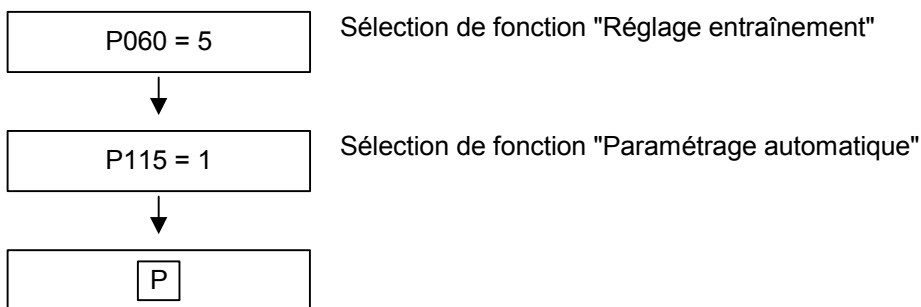 P060 = 5
Sélection de fonction "Réglage entraînement"
P115 = 1
Sélection de fonction "Paramétrage automatique"
P